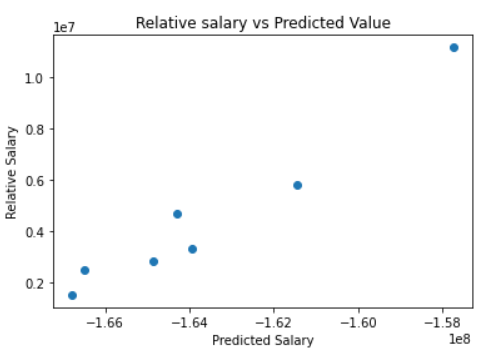 Relative salary vs Predicted Value
1e7
1.0
0.8
0.6
0.4
0.2
Relative Salary
−1.66
−1.64
−1.62
−1.60
−1.58
Predicted Salary
1e8